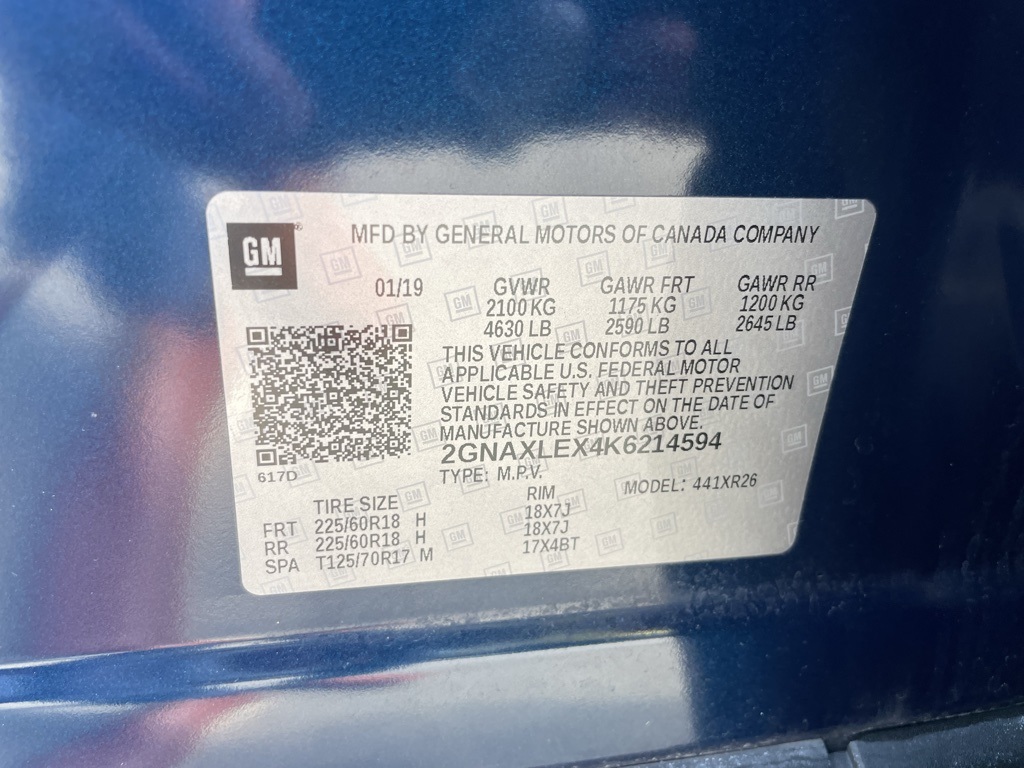 GM
MFD BY GENERAL MOTORS OF CANADA COMPANY
01/19 GVWR GAWR FRT GAWR RR
2100 KG 1175 KG 1200 KG
4630 LB 2590 LB 2645 LB
THIS VEHICLE CONFORMS TO ALL
APPLICABLE U.S. FEDERAL MOTOR
VEHICLE SAFETY AND THEFT PREVENTION
STANDARDS IN EFFECT ON THE DATE OF
MANUFACTURE SHOWN ABOVE.
2GNAXLEX4K6214594
617D
TYPE: M.P.V. MODEL: 441XR26
TIRE SIZE RIM
FRT 225/60R18 H 18X7J
RR 225/60R18 H 18X7J
SPA T125/70R17 M 17X4BT